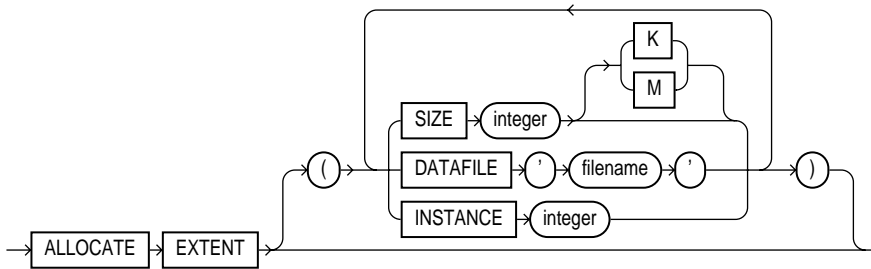 K
M
SIZE integer
( DATAFILE ' filename ' )
INSTANCE integer
ALLOCATE EXTENT